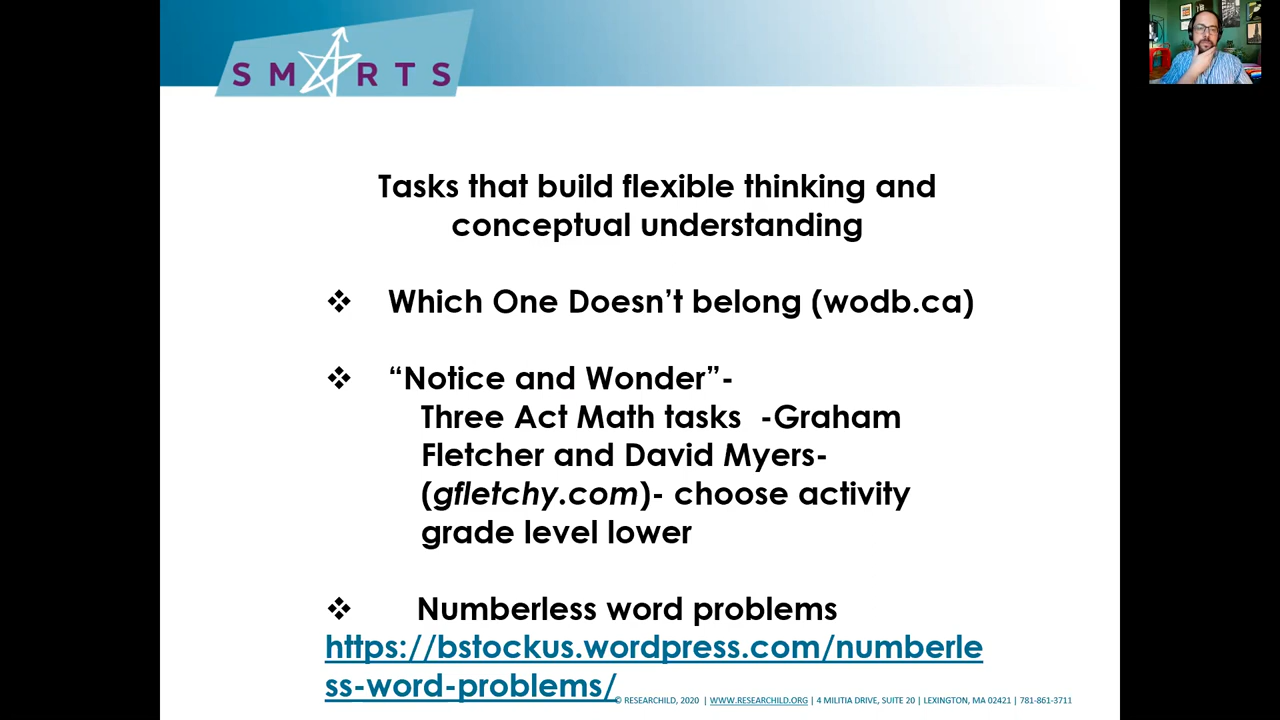 SMARTS
Tasks that build flexible thinking and
conceptual understanding
❖ Which One Doesn’t belong (wodb.ca)
❖ “Notice and Wonder”-
Three Act Math tasks -Graham
Fletcher and David Myers-
(gfletchy.com)- choose activity
grade level lower
❖ Numberless word problems
https://bstockus.wordpress.com/numberle
ss-word-problems/
© RESEARCHILD, 2020 | WWW.RESEARCHILD.ORG | 4 MILITIA DRIVE, SUITE 20 | LEXINGTON, MA 02421 | 781-861-3711